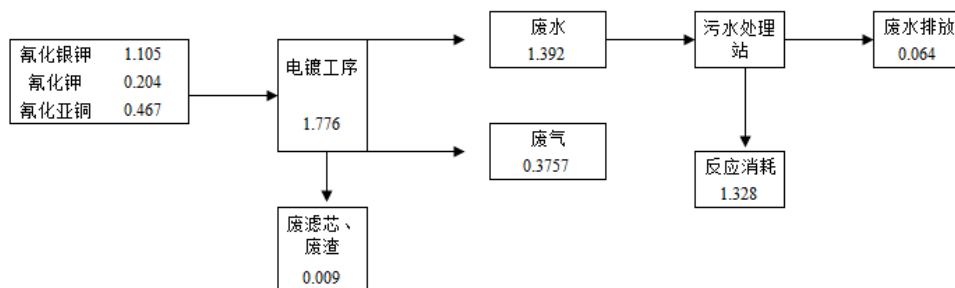 氰化银钾 1.105
氰化钾 0.204
氰化亚铜 0.467
电镀工序
1.776
废水
1.392
污水处理
站
废水排放
0.064
废气
0.3757
反应消耗
1.328
废滤芯、
废渣
0.009